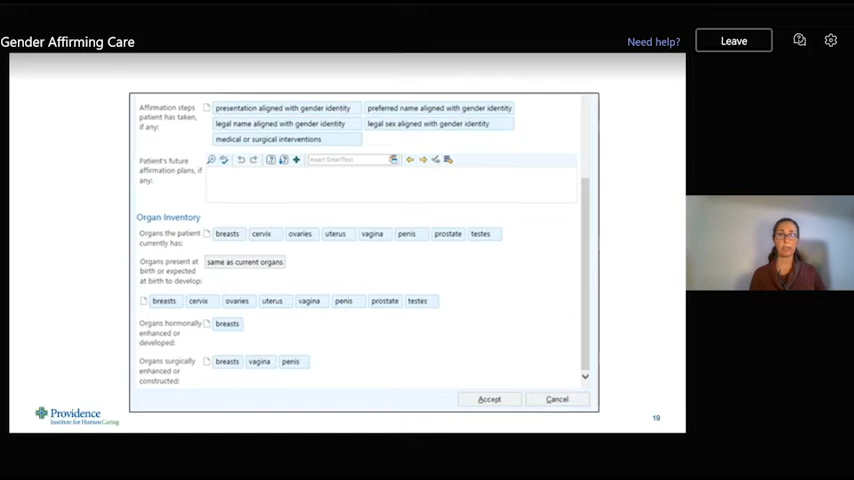 Gender Affirming Care
Need help?
Leave
Affirmation steps
patient has taken,
if any:
presentation aligned with gender identity
preferred name aligned with gender identity
legal name aligned with gender identity
legal sex aligned with gender identity
medical or surgical interventions
Patient's future
affirmation plans, if
any:
Insert SmartText
Organ Inventory
Organs the patient
currently has:
breasts cervix ovaries uterus vagina penis prostate testes
Organs present at
birth or expected
at birth to develop:
same as current organs
breasts cervix ovaries uterus vagina penis prostate testes
Organs hormonally
enhanced or
developed:
breasts
Organs surgically
enhanced or
constructed:
breasts vagina penis
Accept Cancel
Providence
Institute for Human Caring
19